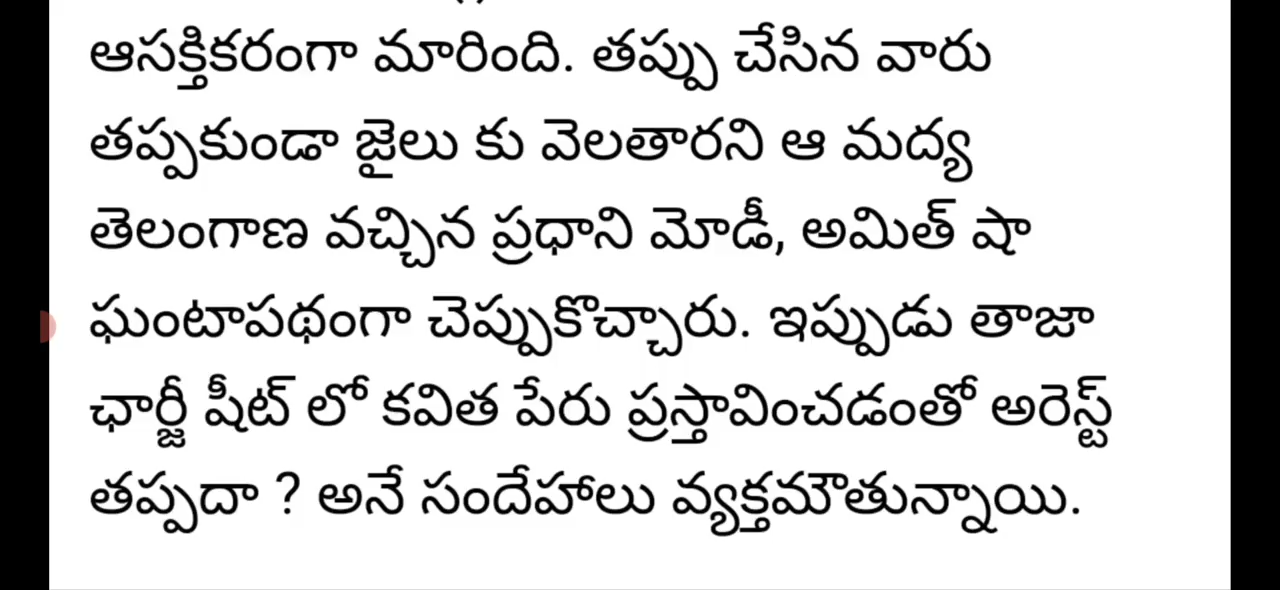 ఆసక్తికరంగా మారింది. తప్పు చేసిన వారు
తప్పకుండా జైలు కు వెలతారని ఆ మద్య
తెలంగాణ వచ్చిన ప్రధాని మోడీ, అమిత్ షా
ఘంటాపథంగా చెప్పుకొచ్చారు. ఇప్పుడు తాజా
ఛార్జీ షీట్ లో కవిత పేరు ప్రస్తావించడంతో అరెస్ట్
తప్పదా ? అనే సందేహాలు వ్యక్తమౌతున్నాయి.